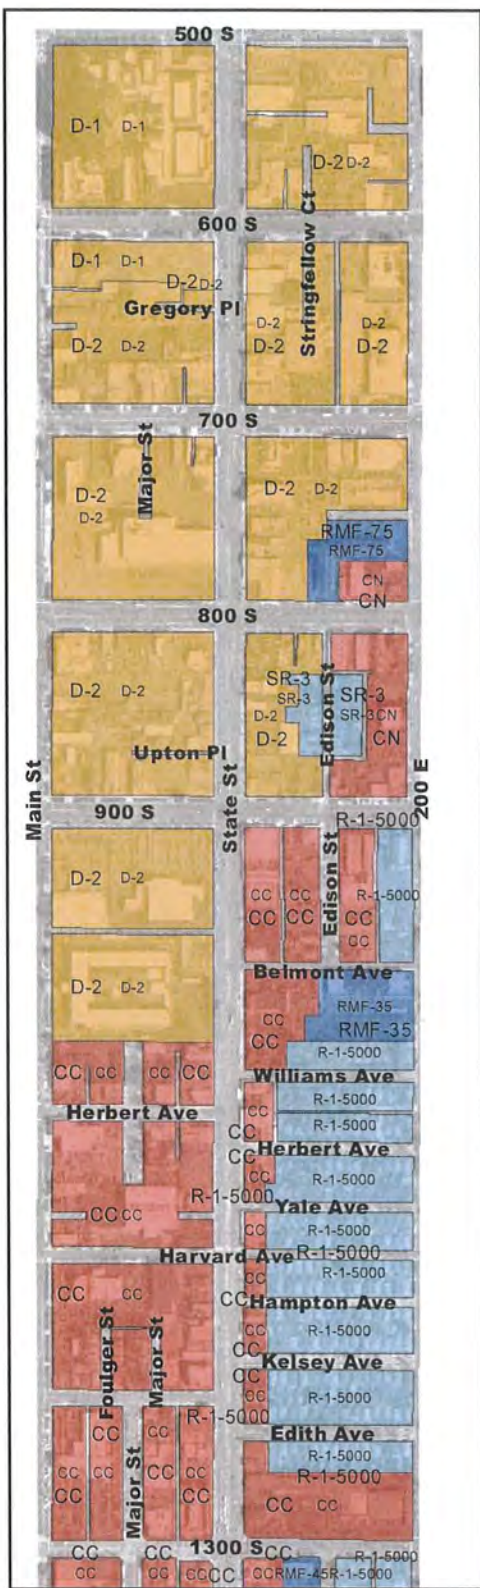 500 S
D-1 D-1
D-2 D-2
600 S
Stringfellow Ct
D-1 D-1
D-2 D-2
Gregory Pl
D-2 D-2
D-2
D-2
D-2
D-2
700 S
Major St
D-2
D-2
D-2 D-2
RMF-75
RMF-75
CN
CN
800 S
D-2 D-2
SR-3
SR-3
SR-3
SR-3
CN
CN
D-2
D-2
Edison St
Upton Pl
Main St
State St
200 E
900 S
R-1-5000
D-2 D-2
CC CC
CC CC
CC
CC
R-1-5000
Edison St
Belmont Ave
D-2 D-2
CC
CC
RMF-35
RMF-35
R-1-5000
CC CC CC CC
Williams Ave
CC
R-1-5000
R-1-5000
Herbert Ave
CC
Herbert Ave
CC
CC
R-1-5000
R-1-5000
Yale Ave
CC CC
CC
R-1-5000
Harvard Ave
R-1-5000
CC
CC
R-1-5000
CC CC
Hampton Ave
Foulger St
Major St
CC
R-1-5000
CC
Kelsey Ave
CC
CC
R-1-5000
R-1-5000
Edith Ave
CC CC
R-1-5000
R-1-5000
CC CC CC CC
CC CC
Major St
CC CC
1300 S
CC CC CC
R-1-5000
CC CC CC CC CC
RMF-45
R-1-5000